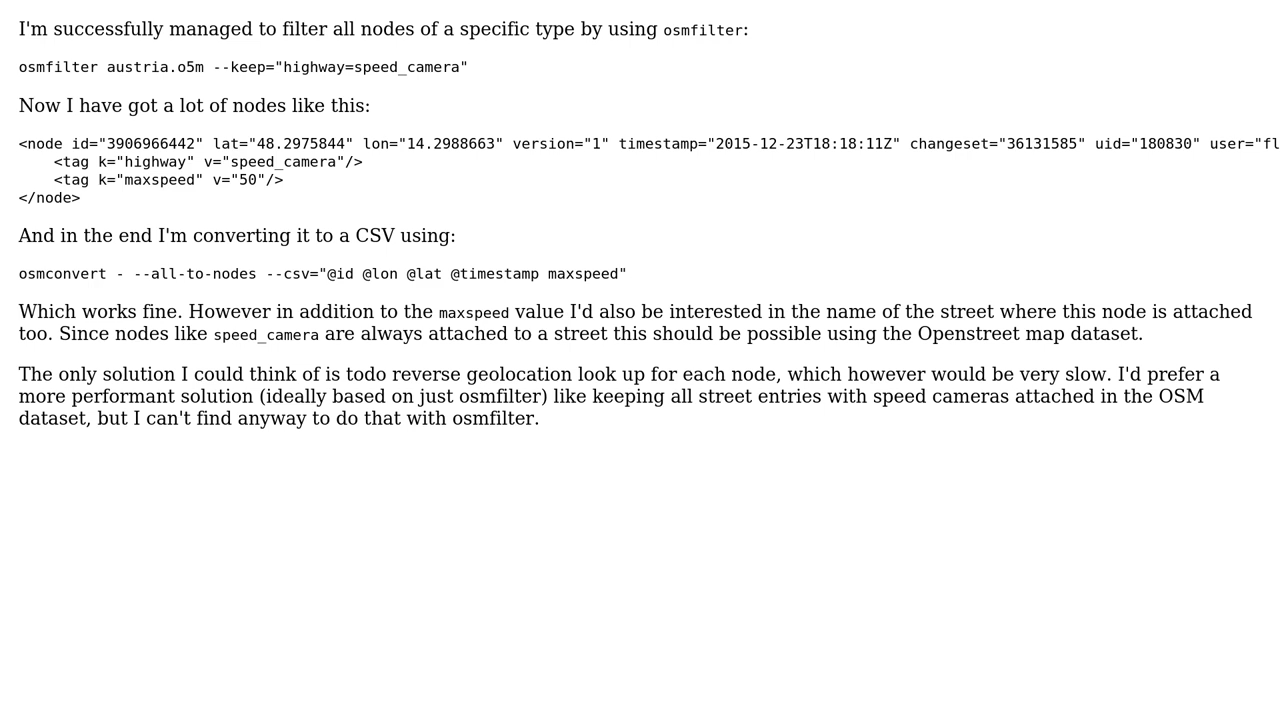 I'm successfully managed to filter all nodes of a specific type by using osmfilter:
osmfilter austria.o5m --keep="highway=speed_camera"
Now I have got a lot of nodes like this:
<node id="3906966442" lat="48.2975844" lon="14.2988663" version="1" timestamp="2015-12-23T18:18:11Z" changeset="36131585" uid="180830" user="fl
    <tag k="highway" v="speed_camera"/>
    <tag k="maxspeed" v="50"/>
</node>
And in the end I'm converting it to a CSV using:
osmconvert - --all-to-nodes --csv="@id @lon @lat @timestamp maxspeed"
Which works fine. However in addition to the maxspeed value I'd also be interested in the name of the street where this node is attached
too. Since nodes like speed_camera are always attached to a street this should be possible using the Openstreet map dataset.
The only solution I could think of is todo reverse geolocation look up for each node, which however would be very slow. I'd prefer a
more performant solution (ideally based on just osmfilter) like keeping all street entries with speed cameras attached in the OSM
dataset, but I can't find anyway to do that with osmfilter.